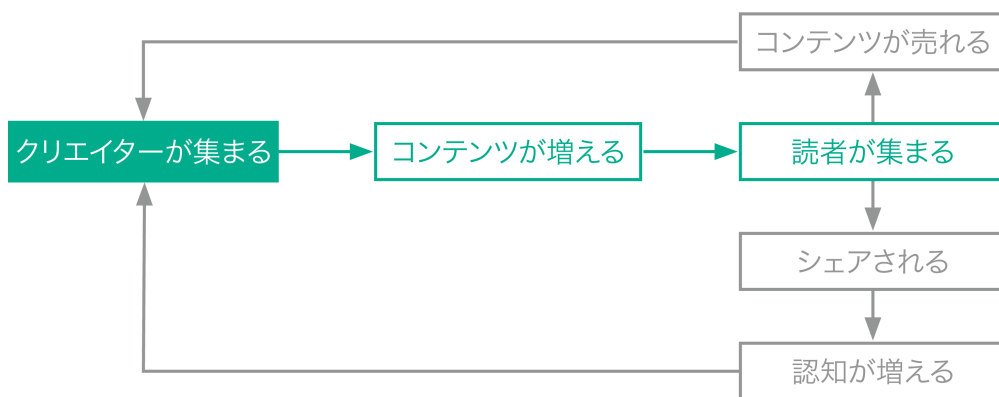 コンテンツが売れる
クリエイターが集まる
コンテンツが増える
読者が集まる
シェアされる
認知が増える